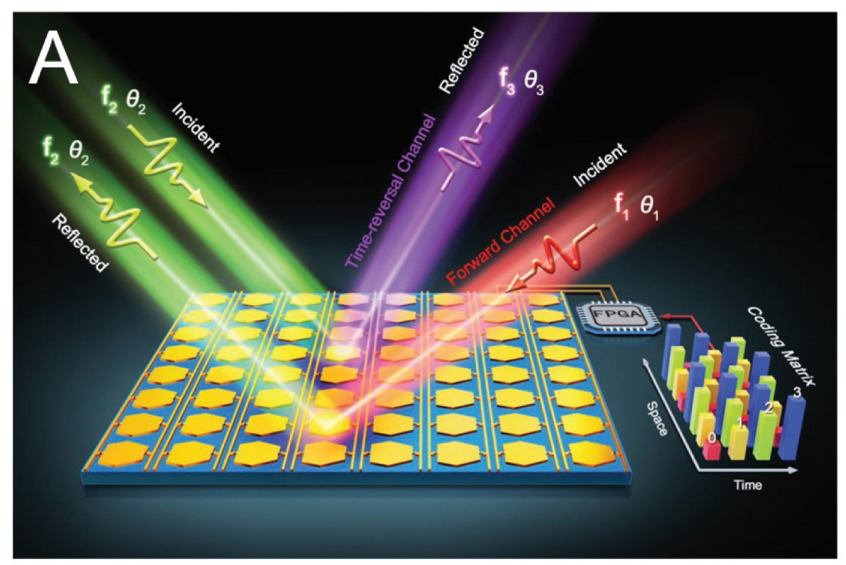 A
f₂ θ₂
Incident
f₂ θ₂
Reflected
Time-reversal Channel
Reflected
f₃ θ₃
Forward Channel
Incident
f₁ θ₁
FPGA
Coding Matrix
Space
0
1
2
3
Time